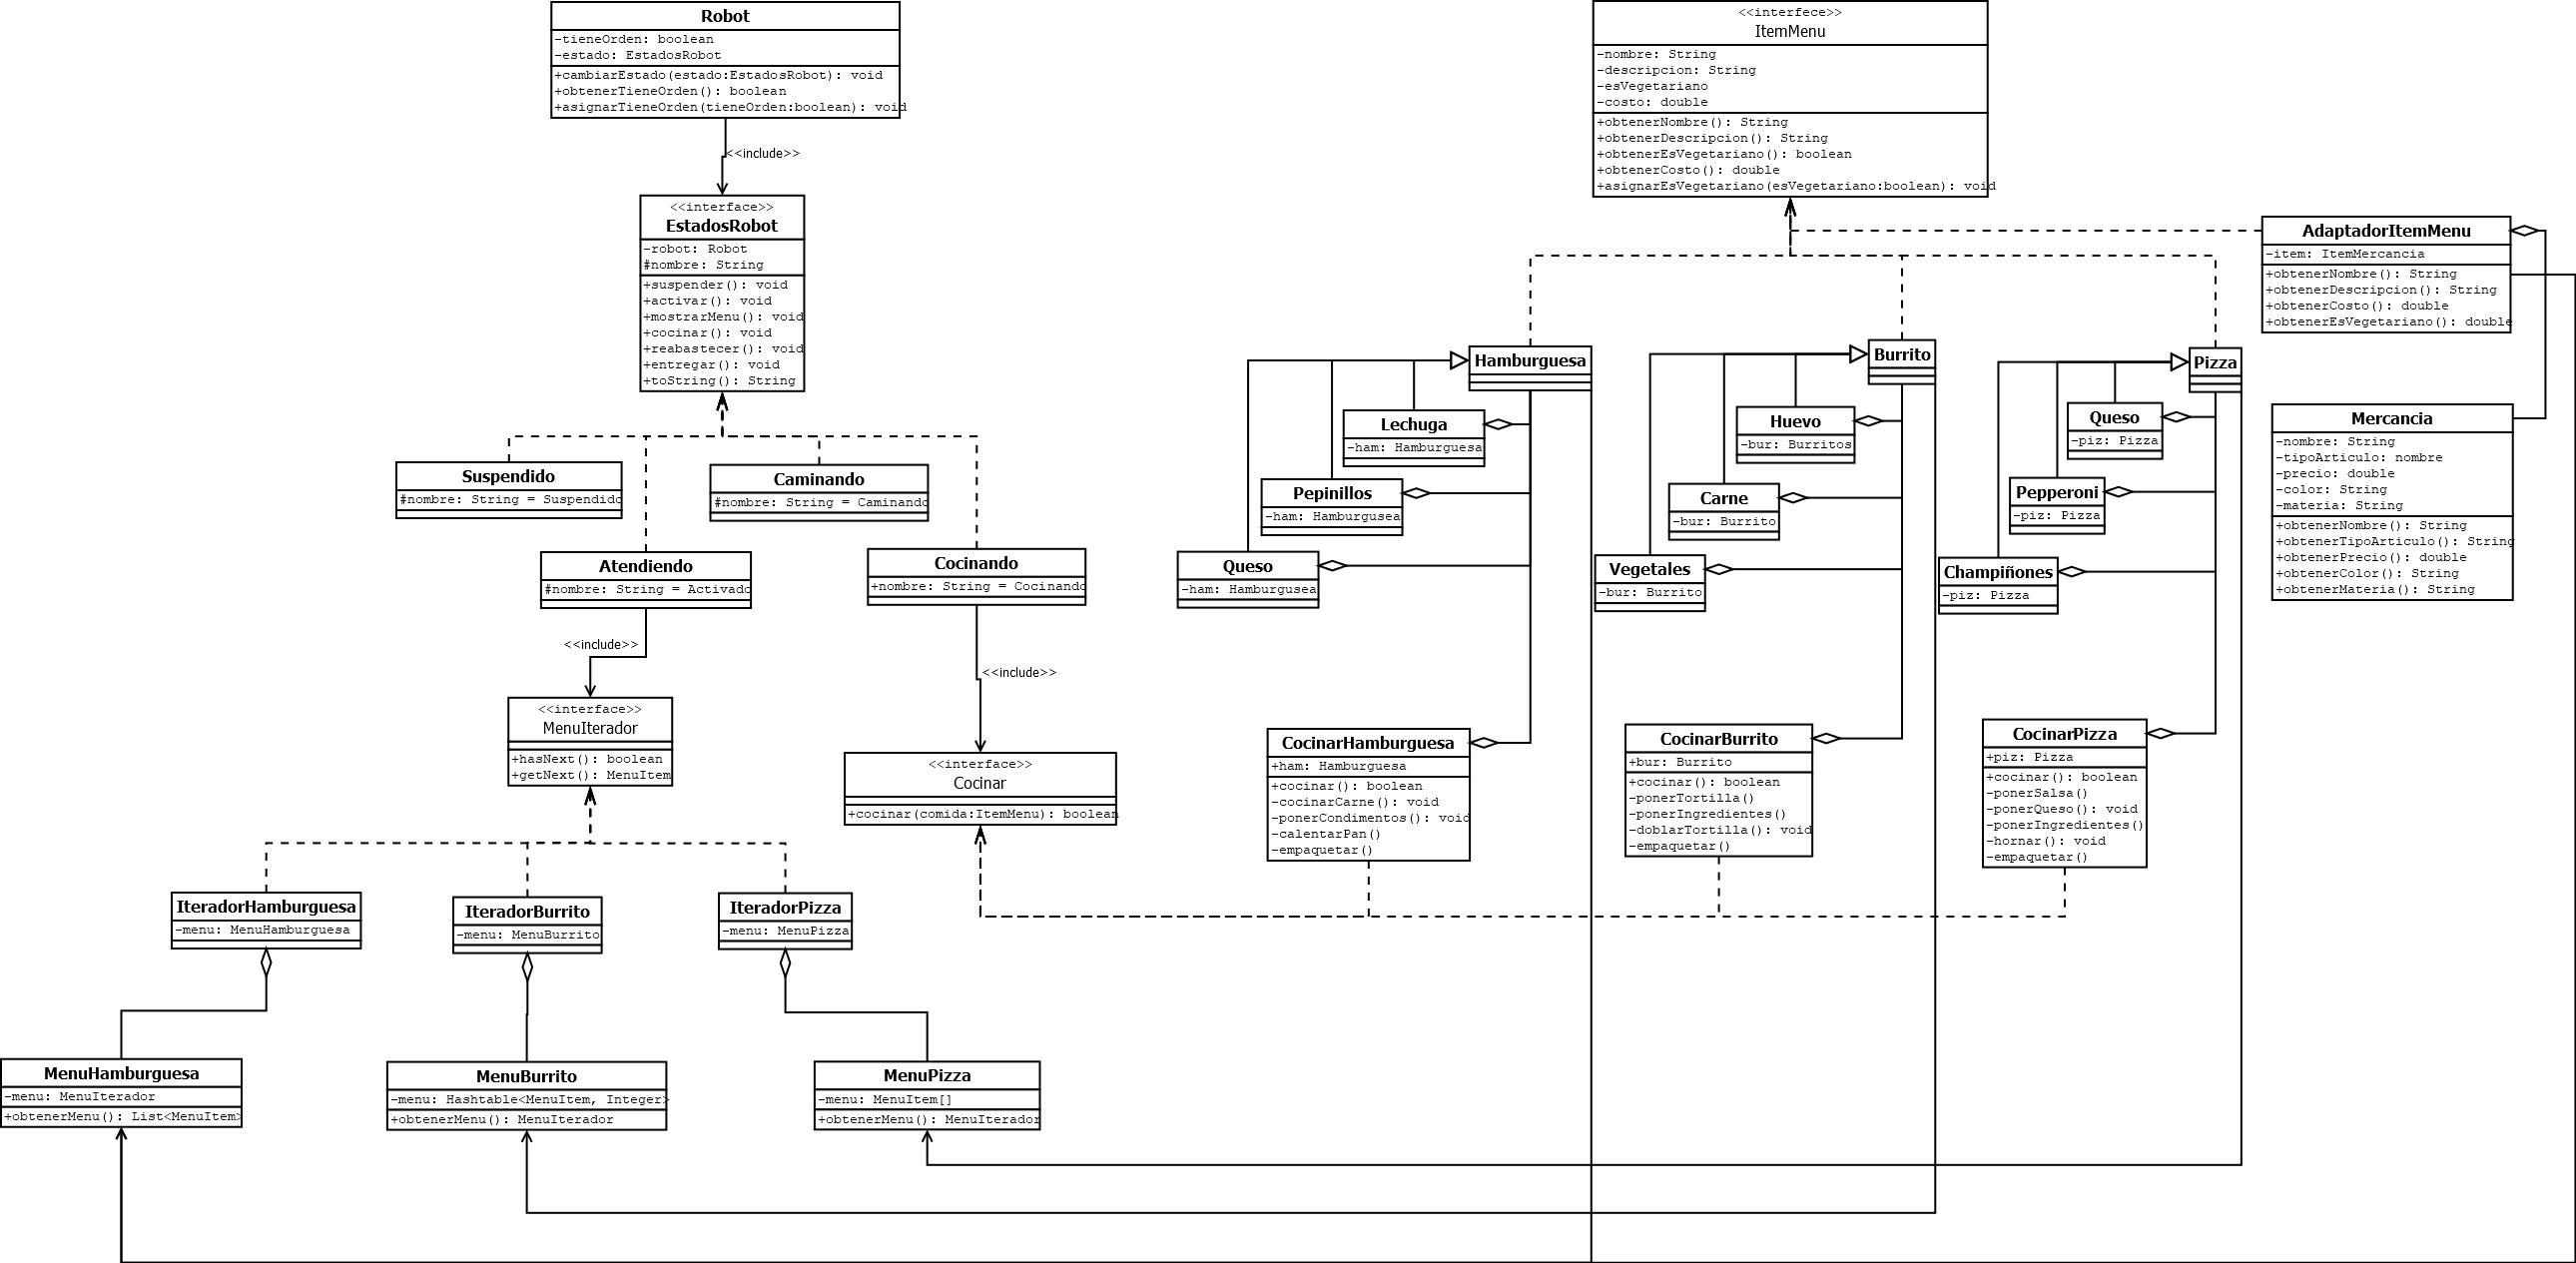 Robot
-tieneOrden: boolean
-estado: EstadosRobot
+cambiarEstado(estado:EstadosRobot): void
+obtenerTieneOrden(): boolean
+asignarTieneOrden(tieneOrden:boolean): void
<<include>>
<<interface>>
EstadosRobot
-robot: Robot
#nombre: String
+suspender(): void
+activar(): void
+mostrarMenu(): void
+cocinar(): void
+reabastecer(): void
+entregar(): void
+toString(): String
Suspendido
#nombre: String = Suspendido
Caminando
#nombre: String = Caminando
Atendiendo
#nombre: String = Activado
Cocinando
+nombre: String = Cocinando
<<include>>
<<include>>
<<interface>>
MenuIterador
+hasNext(): boolean
+getNext(): MenuItem
<<interface>>
Cocinar
+cocinar(comida:ItemMenu): boolean
IteradorHamburguesa
-menu: MenuHamburguesa
IteradorBurrito
-menu: MenuBurrito
IteradorPizza
-menu: MenuPizza
MenuHamburguesa
-menu: MenuIterador
+obtenerMenu(): List<MenuItem>
MenuBurrito
-menu: Hashtable<MenuItem, Integer>
+obtenerMenu(): MenuIterador
MenuPizza
-menu: MenuItem[]
+obtenerMenu(): MenuIterador
<<interfece>>
ItemMenu
-nombre: String
-descripcion: String
-esVegetariano
-costo: double
+obtenerNombre(): String
+obtenerDescripcion(): String
+obtenerEsVegetariano(): boolean
+obtenerCosto(): double
+asignarEsVegetariano(esVegetariano:boolean): void
AdaptadorItemMenu
-item: ItemMercancia
+obtenerNombre(): String
+obtenerDescripcion(): String
+obtenerCosto(): double
+obtenerEsVegetariano(): double
Hamburguesa
Lechuga
-ham: Hamburguesa
Pepinillos
-ham: Hamburgusea
Queso
-ham: Hamburgusea
Burrito
Huevo
-bur: Burritos
Carne
-bur: Burrito
Vegetales
-bur: Burrito
Pizza
Queso
-piz: Pizza
Pepperoni
-piz: Pizza
Champiñones
-piz: Pizza
Mercancia
-nombre: String
-tipoArticulo: nombre
-precio: double
-color: String
-materia: String
+obtenerNombre(): String
+obtenerTipoArticulo(): String
+obtenerPrecio(): double
+obtenerColor(): String
+obtenerMateria(): String
CocinarHamburguesa
+ham: Hamburguesa
+cocinar(): boolean
-cocinarCarne(): void
-ponerCondimentos(): void
-calentarPan()
-empaquetar()
CocinarBurrito
+bur: Burrito
+cocinar(): boolean
-ponerTortilla()
-ponerIngredientes()
-doblarTortilla(): void
-empaquetar()
CocinarPizza
+piz: Pizza
+cocinar(): boolean
-ponerSalsa()
-ponerQueso(): void
-ponerIngredientes()
-hornar(): void
-empaquetar()